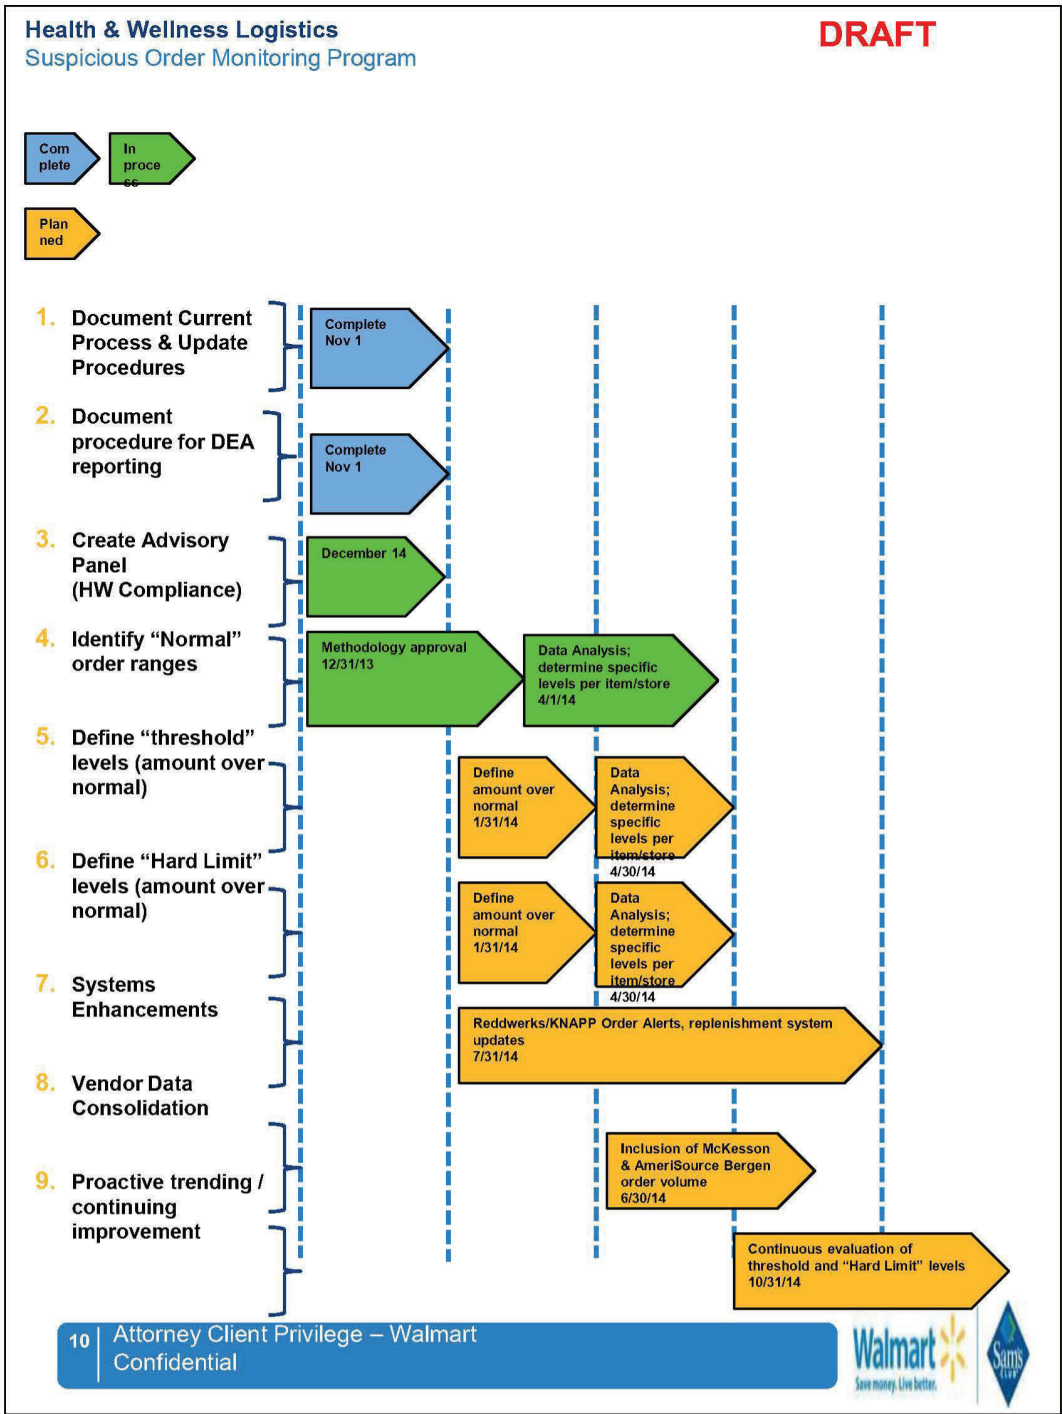 Health & Wellness Logistics
DRAFT
Suspicious Order Monitoring Program
Com
plete
In
proce
ss
Plan
ned
1. Document Current
Process & Update
Procedures
Complete
Nov 1
2. Document
procedure for DEA
reporting
Complete
Nov 1
3. Create Advisory
Panel
(HW Compliance)
December 14
4. Identify “Normal”
order ranges
Methodology approval
12/31/13
Data Analysis;
determine specific
levels per item/store
4/1/14
5. Define “threshold”
levels (amount over
normal)
Define
amount over
normal
1/31/14
Data
Analysis;
determine
specific
levels per
item/store
4/30/14
6. Define “Hard Limit”
levels (amount over
normal)
Define
amount over
normal
1/31/14
Data
Analysis;
determine
specific
levels per
item/store
4/30/14
7. Systems
Enhancements
Reddwerks/KNAPP Order Alerts, replenishment system
updates
7/31/14
8. Vendor Data
Consolidation
Inclusion of McKesson
& AmeriSource Bergen
order volume
6/30/14
9. Proactive trending /
continuing
improvement
Continuous evaluation of
threshold and “Hard Limit” levels
10/31/14
10
Attorney Client Privilege – Walmart
Confidential
Walmart
Save money. Live better.
Sam's
CLUB